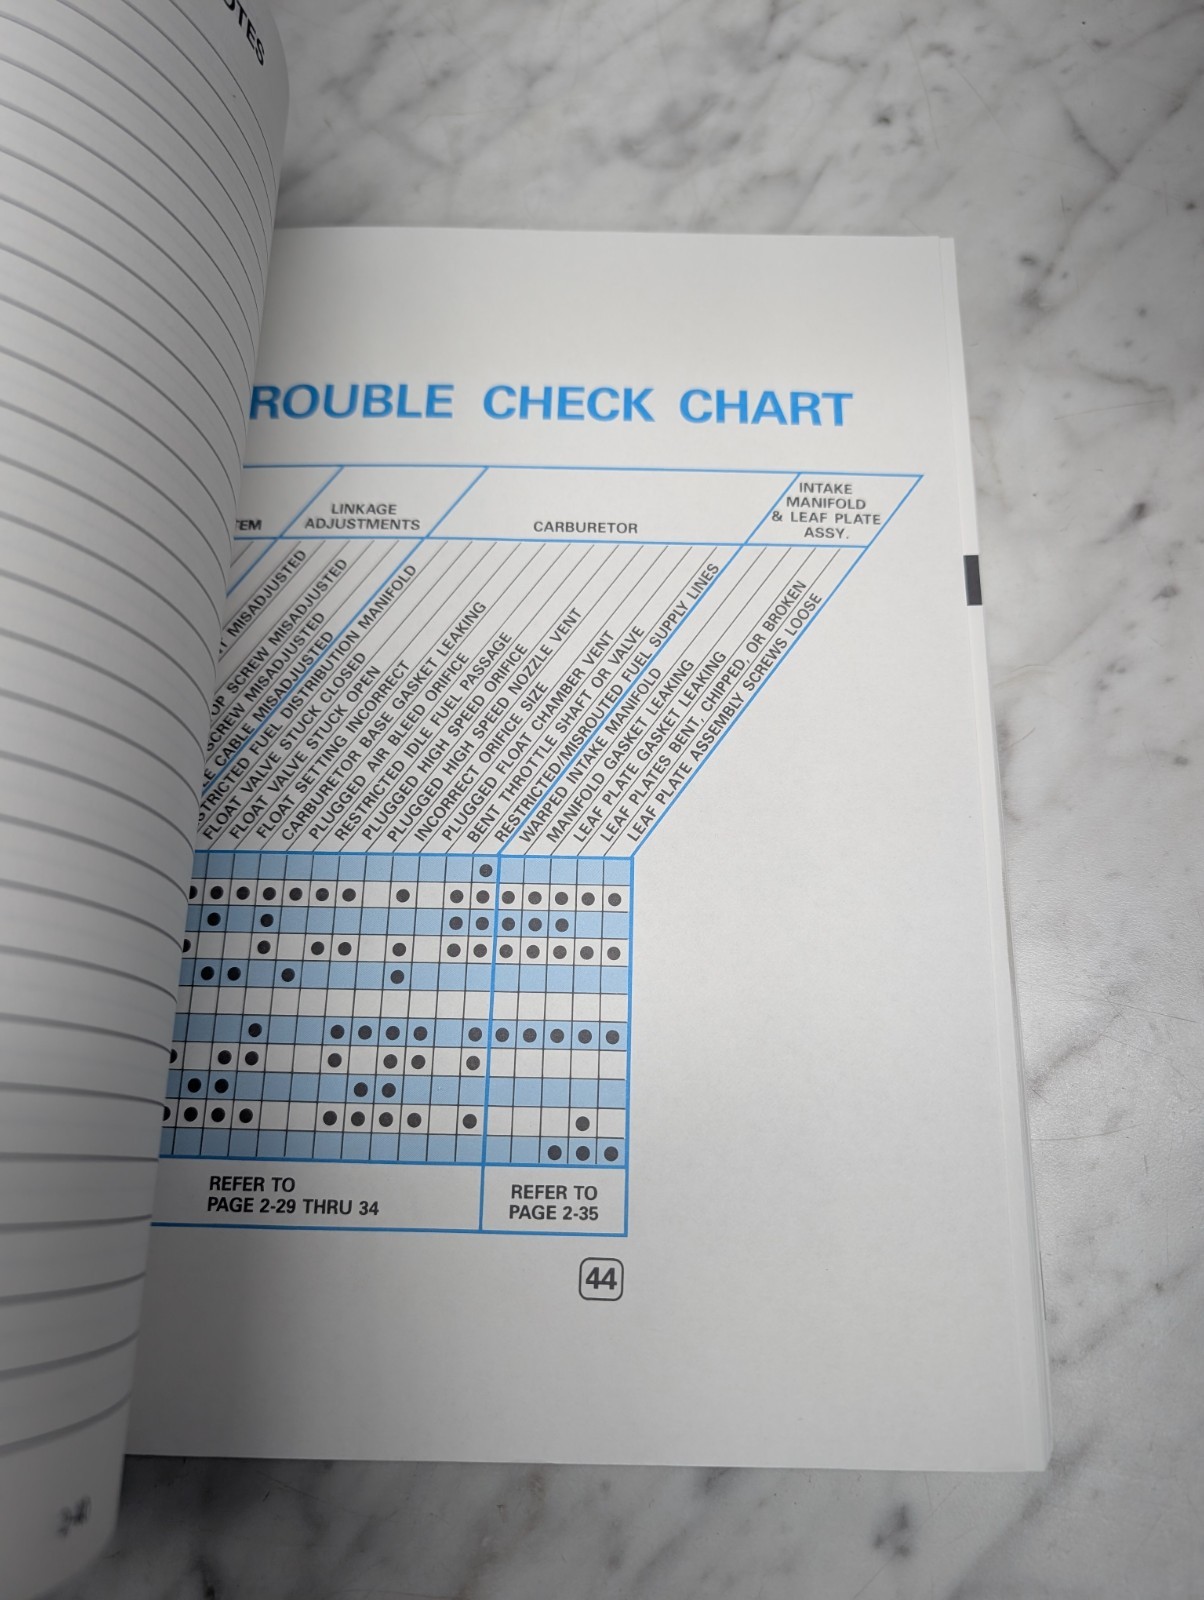 OTES
ROUBLE CHECK CHART
TEM
LINKAGE
ADJUSTMENTS
CARBURETOR
INTAKE
MANIFOLD
& LEAF PLATE
ASSY.
T MISADJUSTED
OP SCREW MISADJUSTED
SCREW MISADJUSTED
LE CABLE MISADJUSTED
STRICTED FUEL DISTRIBUTION MANIFOLD
FLOAT VALVE STUCK CLOSED
FLOAT VALVE STUCK OPEN
FLOAT SETTING INCORRECT
CARBURETOR BASE GASKET LEAKING
PLUGGED AIR BLEED ORIFICE
RESTRICTED IDLE FUEL PASSAGE
PLUGGED HIGH SPEED ORIFICE
PLUGGED HIGH SPEED NOZZLE VENT
INCORRECT ORIFICE SIZE
PLUGGED FLOAT CHAMBER VENT
BENT THROTTLE SHAFT OR VALVE
RESTRICTED/MISROUTED FUEL SUPPLY LINES
WARPED INTAKE MANIFOLD
MANIFOLD GASKET LEAKING
LEAF PLATE GASKET LEAKING
LEAF PLATES BENT, CHIPPED, OR BROKEN
LEAF PLATE ASSEMBLY SCREWS LOOSE
REFER TO
PAGE 2-29 THRU 34
REFER TO
PAGE 2-35
44